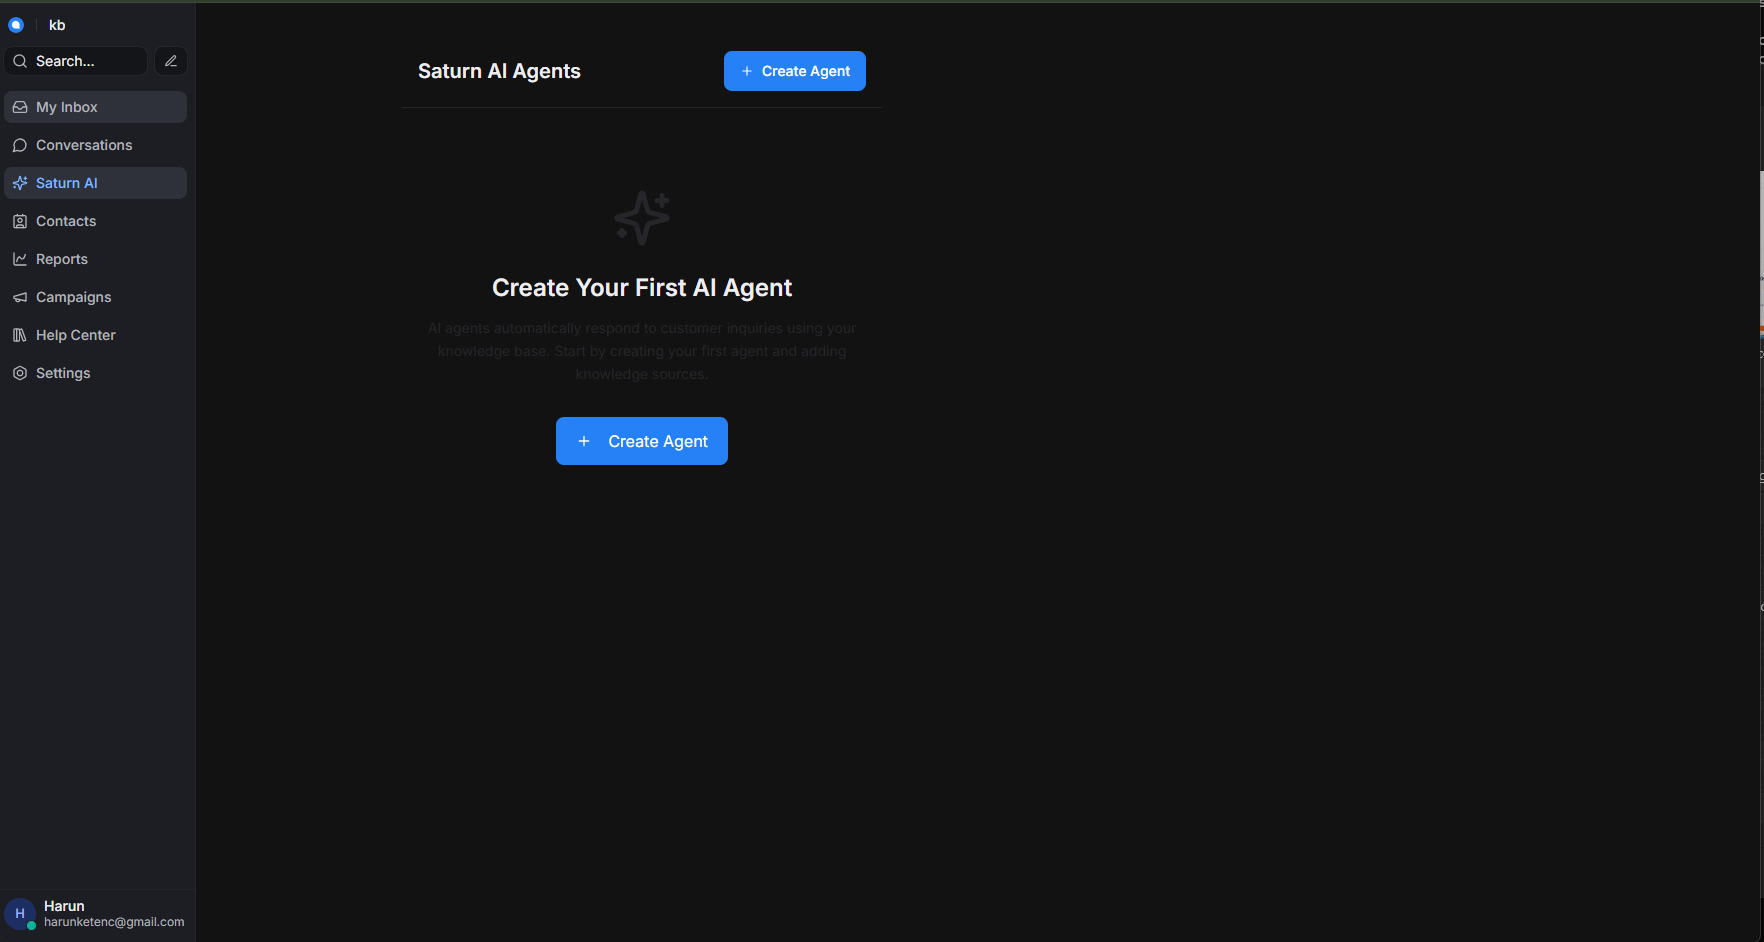 kb
Search...
My Inbox
Conversations
Saturn AI
Contacts
Reports
Campaigns
Help Center
Settings
Harun
harunketenc@gmail.com
H
Saturn AI Agents
Create Agent
Create Your First AI Agent
AI agents automatically respond to customer inquiries using your
knowledge base. Start by creating your first agent and adding
knowledge sources.
Create Agent